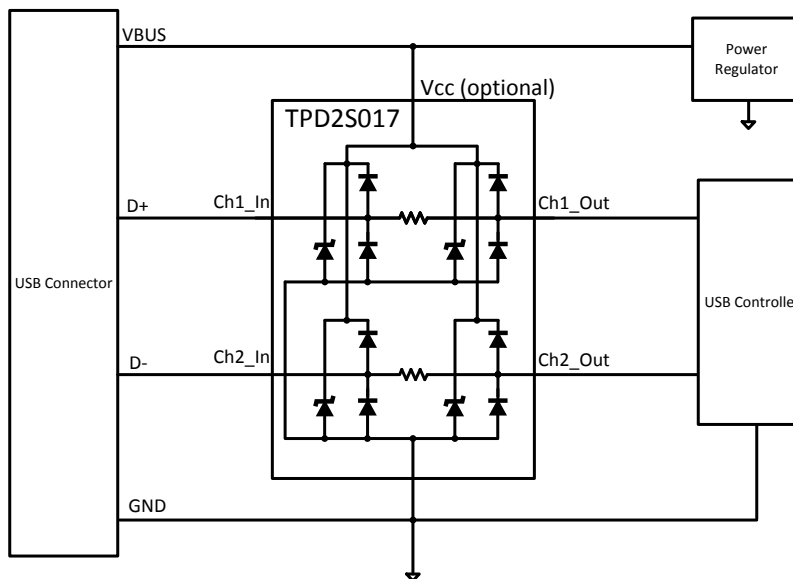 VBUS
Power
Regulator
Vcc (optional)
TPD2S017
D+
Ch1_In
Ch1_Out
USB Connector
USB Controlle
D-
Ch2_In
Ch2_Out
GND